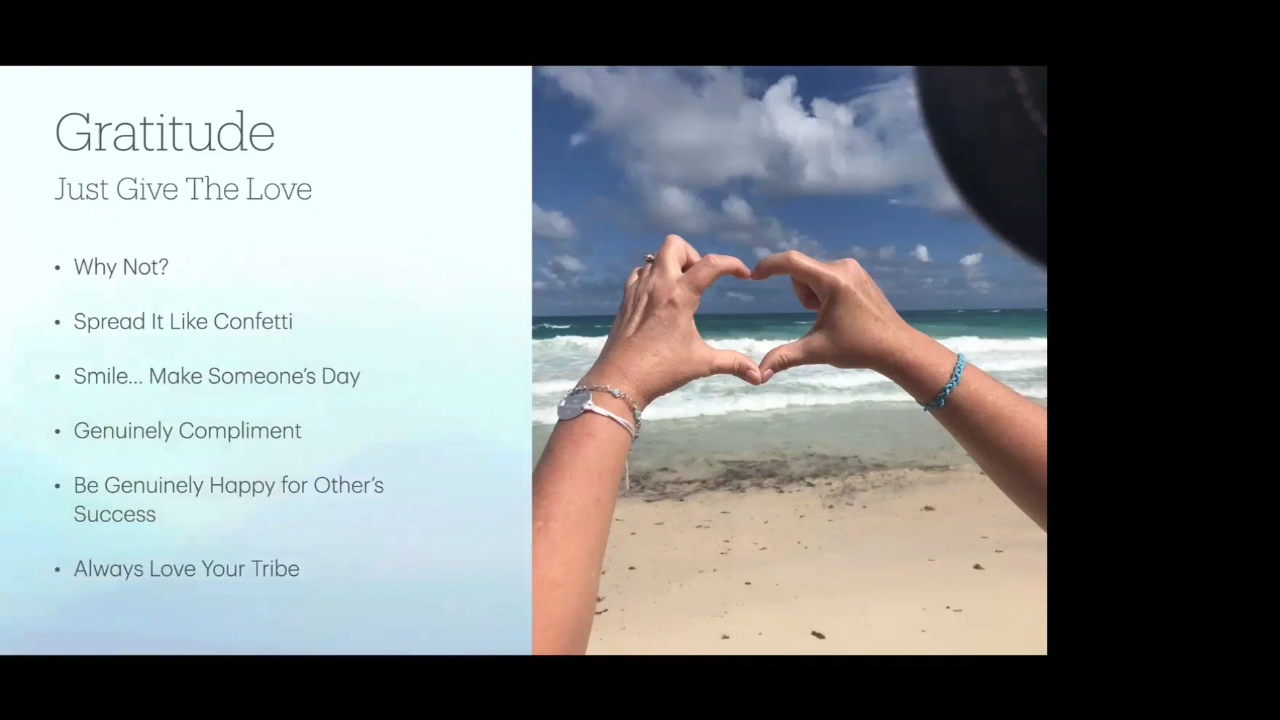 Gratitude
Just Give The Love
• Why Not?
• Spread It Like Confetti
• Smile... Make Someone's Day
• Genuinely Compliment
• Be Genuinely Happy for Other's
Success
• Always Love Your Tribe